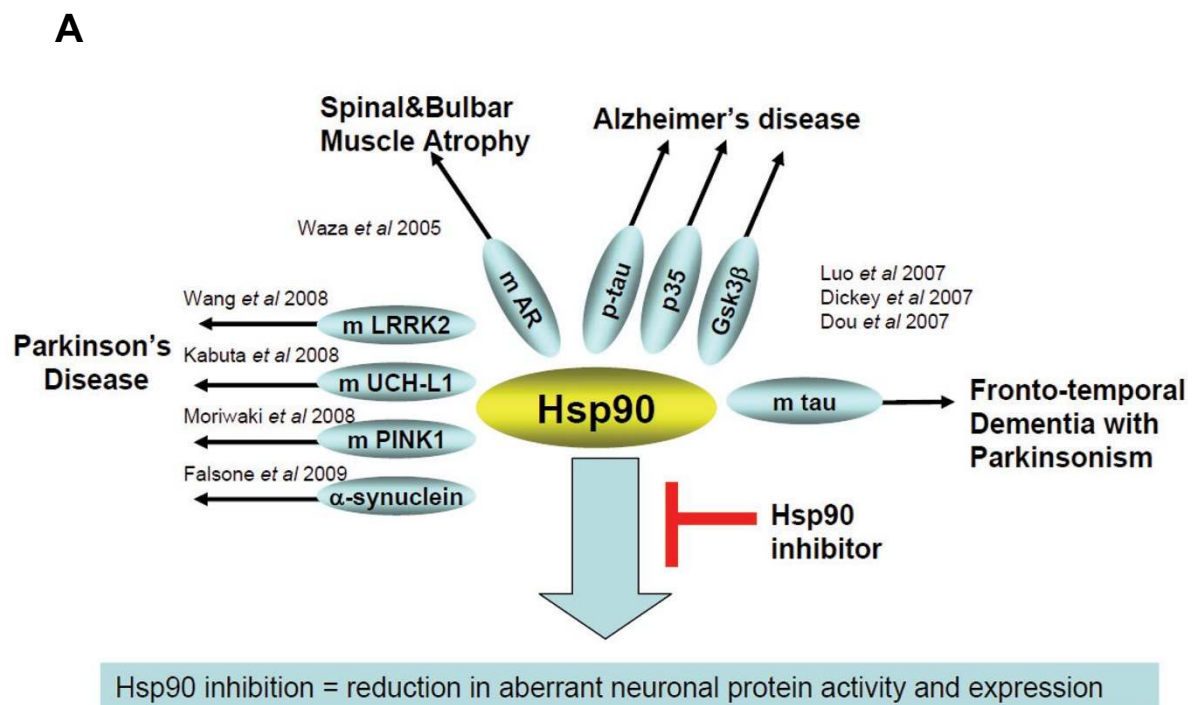 A
Spinal&Bulbar
Muscle Atrophy
Alzheimer's disease
Waza et al 2005
m AR
p-tau
p35
Gsk3β
Luo et al 2007
Dickey et al 2007
Dou et al 2007
Wang et al 2008
m LRRK2
Parkinson's
Disease
Kabuta et al 2008
m UCH-L1
Moriwaki et al 2008
m PINK1
Falsone et al 2009
α-synuclein
Hsp90
m tau
Fronto-temporal
Dementia with
Parkinsonism
Hsp90
inhibitor
Hsp90 inhibition = reduction in aberrant neuronal protein activity and expression